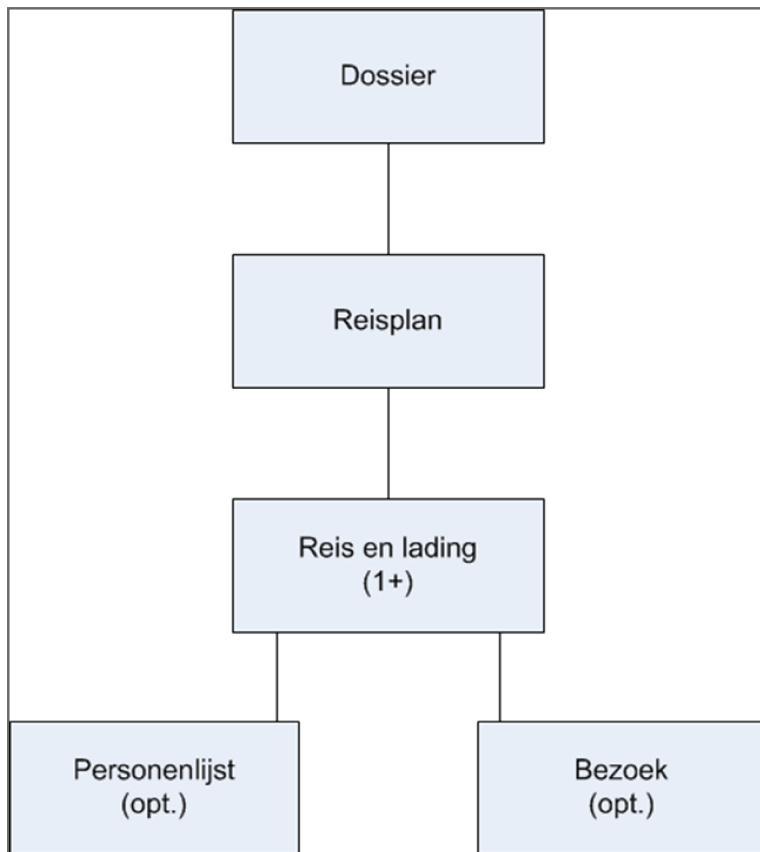 Dossier
Reisplan
Reis en lading
(1+)
Personenlijst
(opt.)
Bezoek
(opt.)